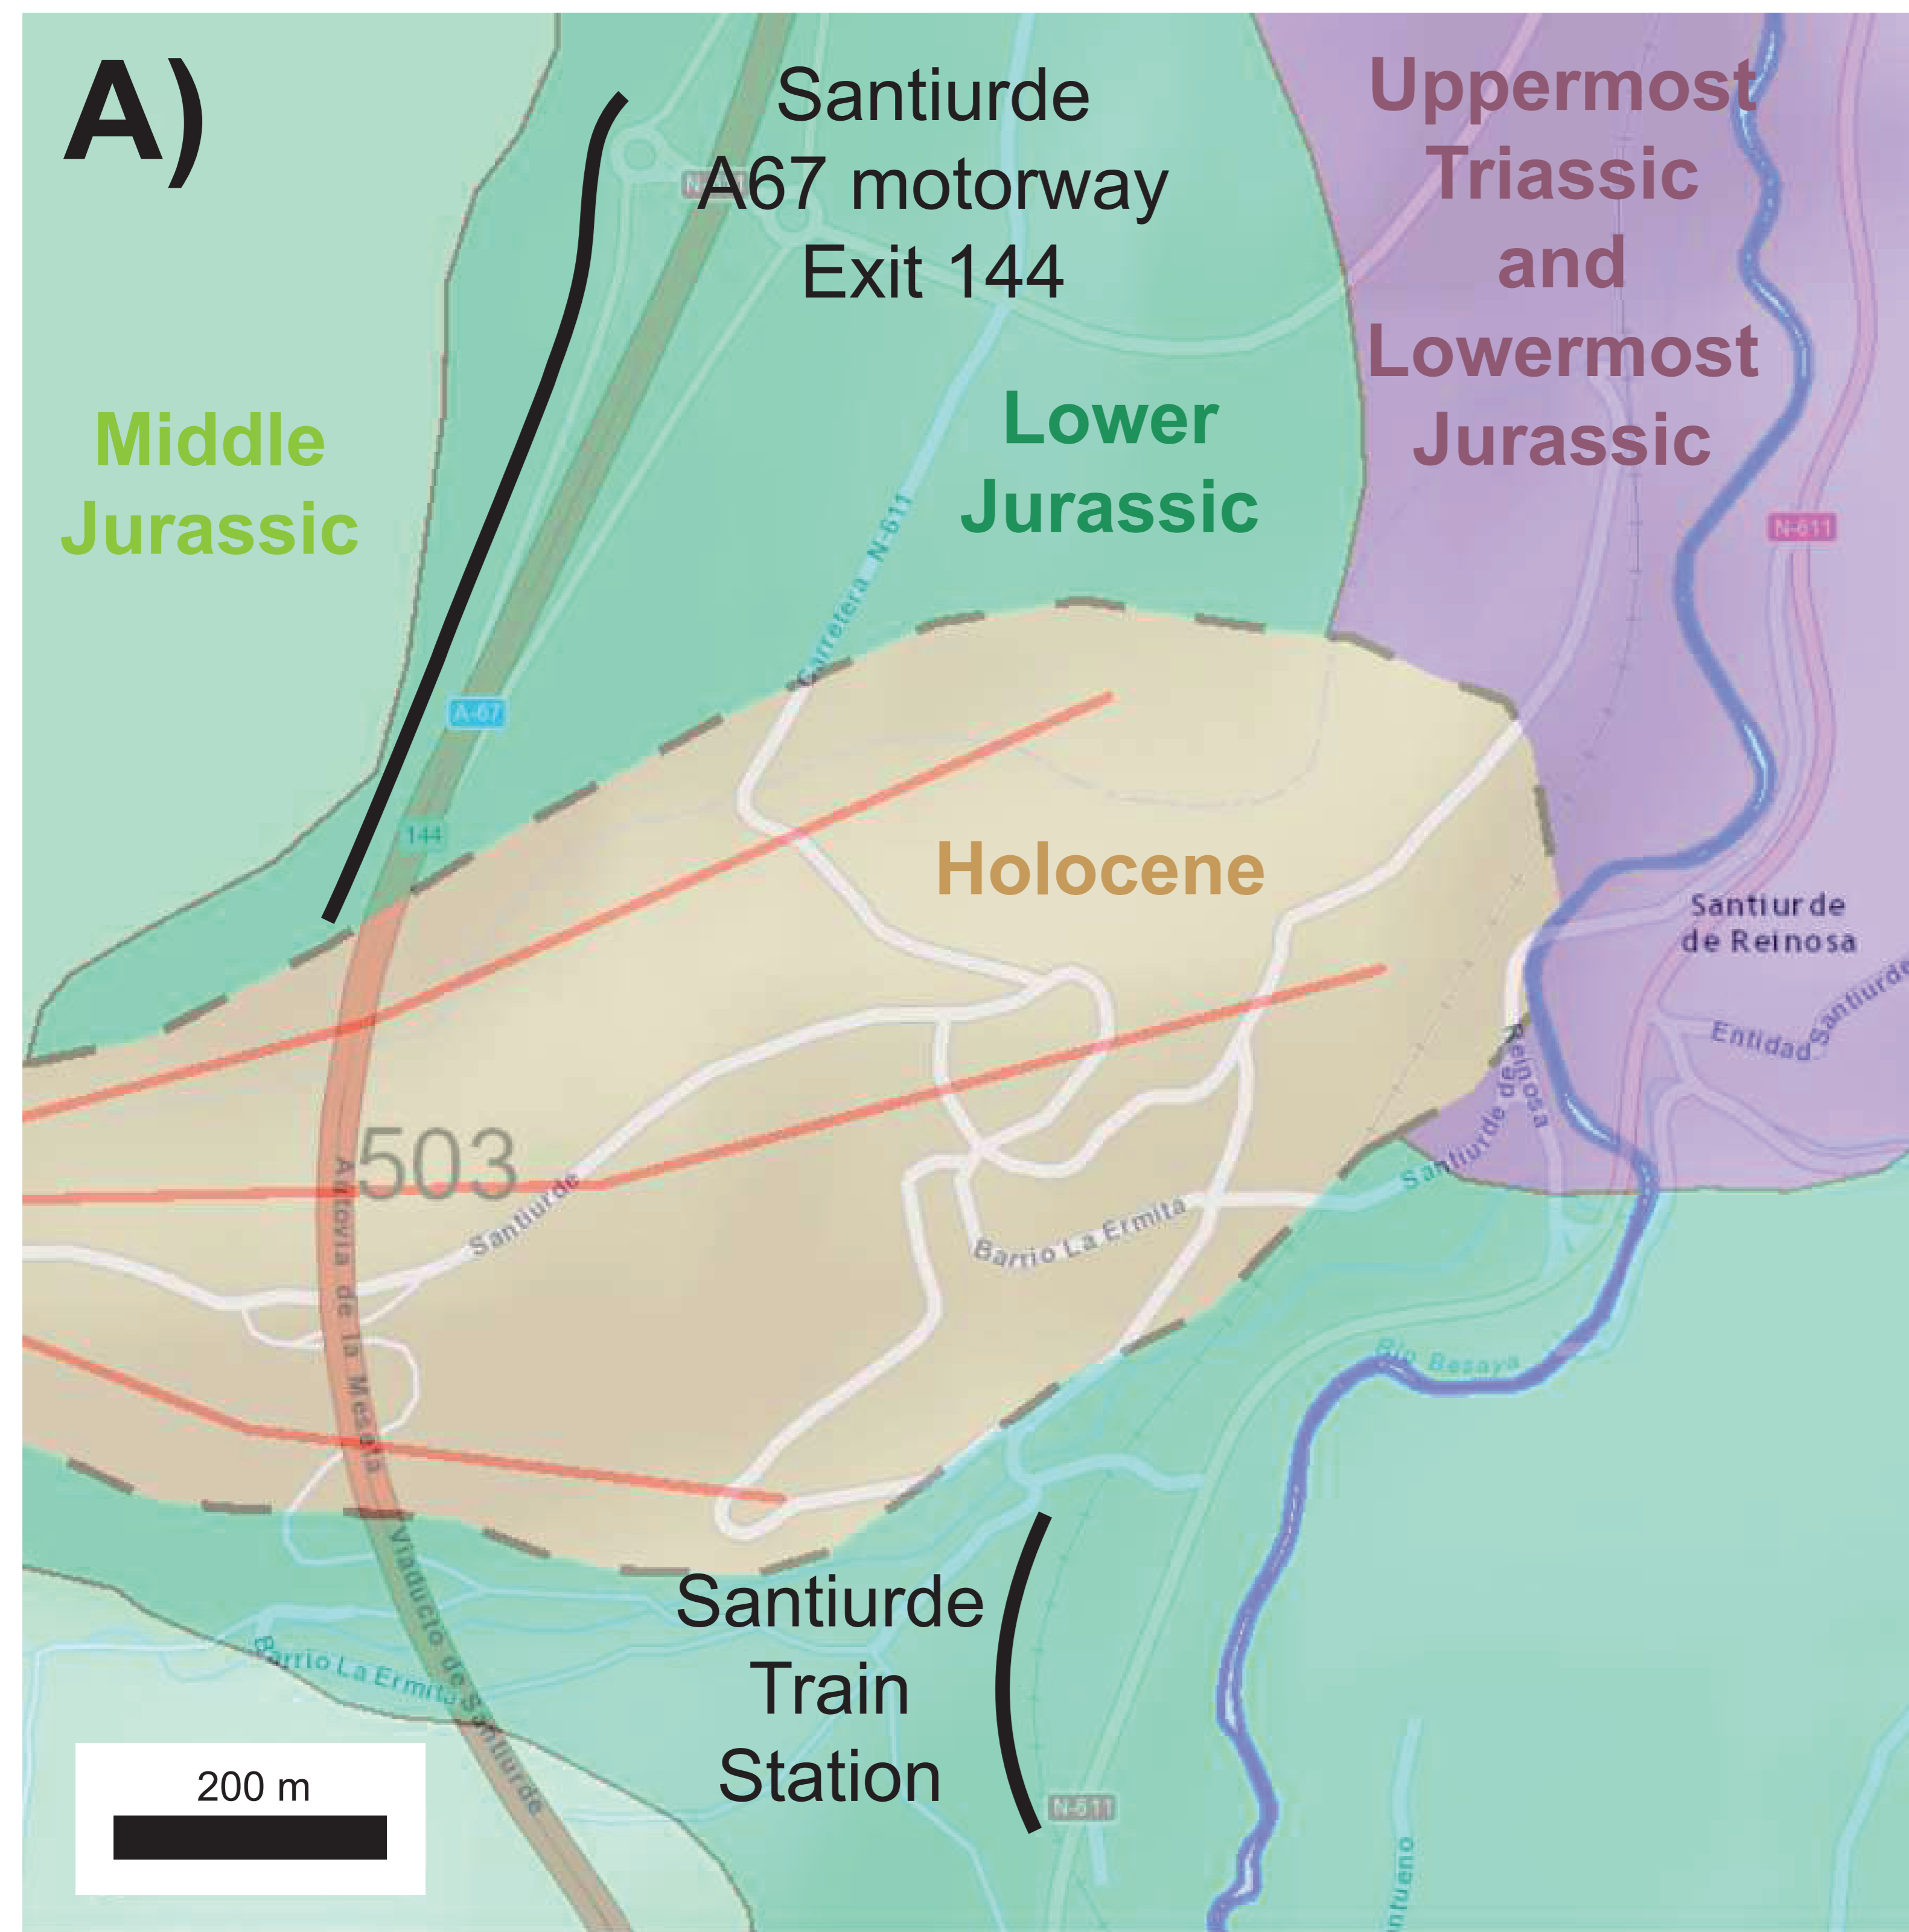 A)
Santiurde
A67 motorway
Exit 144
Uppermost
Triassic
and
Lowermost
Jurassic
Middle
Jurassic
Lower
Jurassic
Carretera N-611
N-611
A-67
144
Holocene
Santiurde
de Reinosa
Entidad Santiurde
Santiurde de
Reinosa
503
Autovía de la Meseta
Santiurde
Barrio La Ermita
Río Besaya
Viaducto de Santiurde
Barrio La Ermita
Santiurde
Train
Station
N-611
200 m